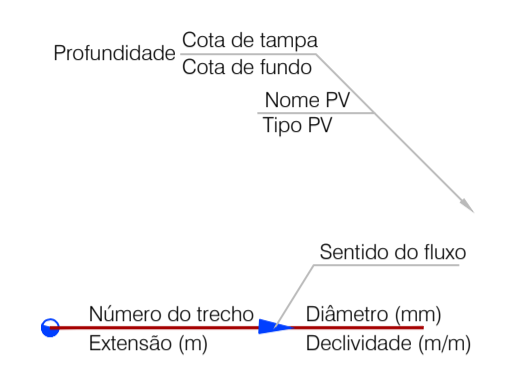 Profundidade
Cota de tampa
Cota de fundo
Nome PV
Tipo PV
Sentido do fluxo
Número do trecho
Diâmetro (mm)
Extensão (m)
Declividade (m/m)